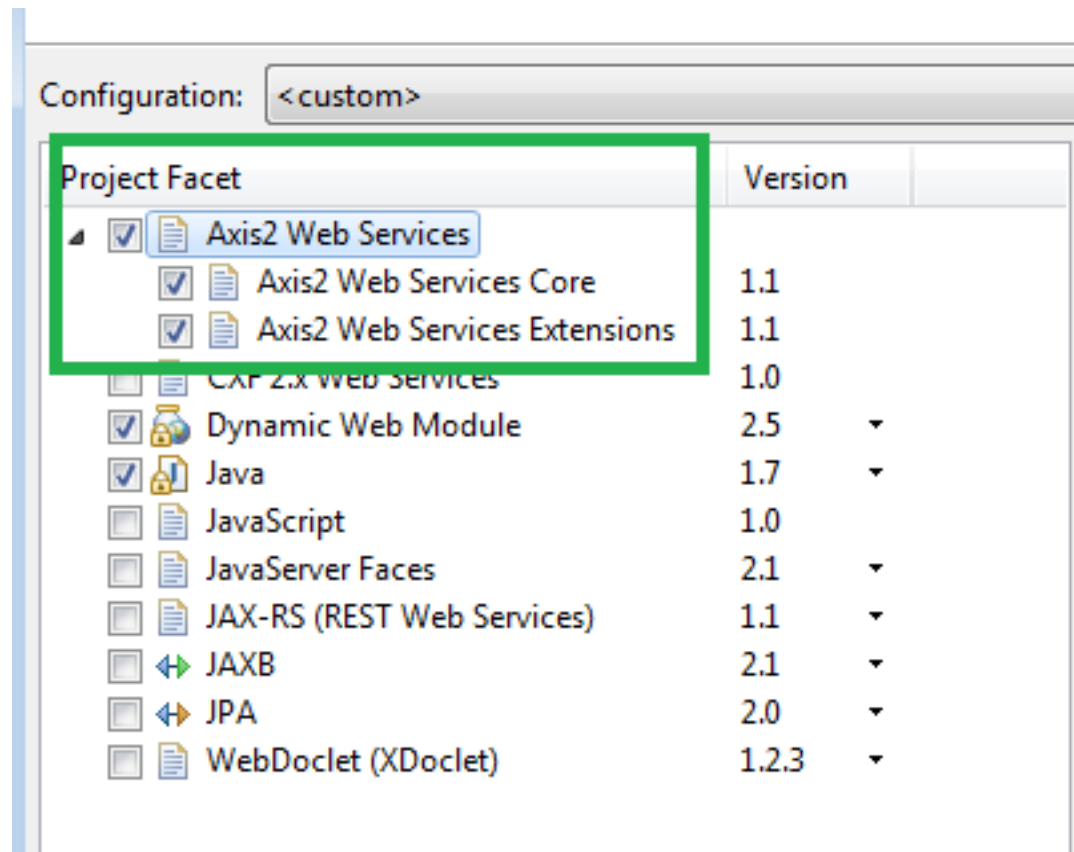 Configuration: <custom>
Project Facet Version
Axis2 Web Services
Axis2 Web Services Core 1.1
Axis2 Web Services Extensions 1.1
CXF 2.x Web Services 1.0
Dynamic Web Module 2.5
Java 1.7
JavaScript 1.0
JavaServer Faces 2.1
JAX-RS (REST Web Services) 1.1
JAXB 2.1
JPA 2.0
WebDoclet (XDoclet) 1.2.3